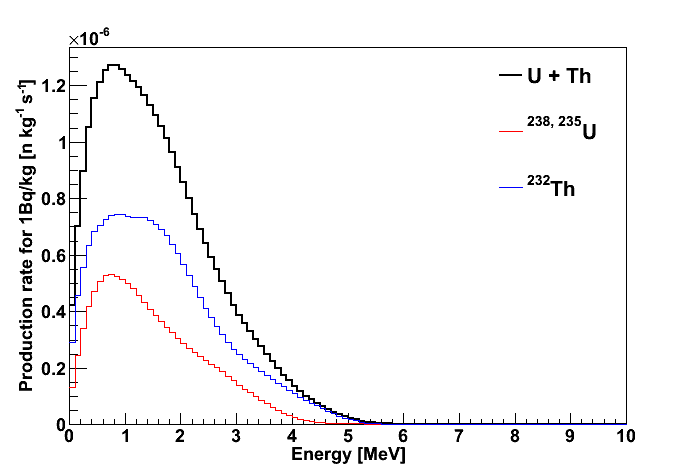 ×10⁻⁶
Production rate for 1Bq/kg [n kg⁻¹ s⁻¹]
1.2
1
0.8
0.6
0.4
0.2
0
U + Th
²³⁸, ²³⁵U
²³²Th
0 1 2 3 4 5 6 7 8 9 10
Energy [MeV]